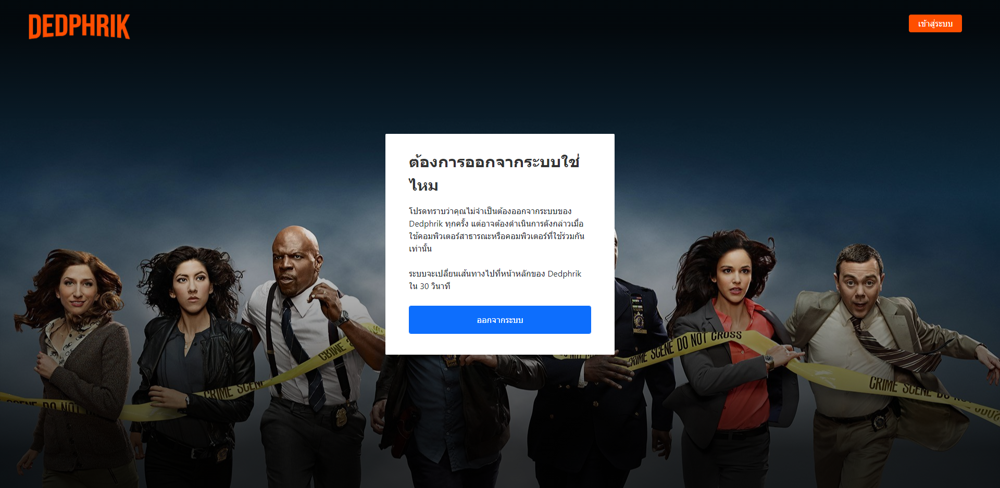 DEDPHRIK
เข้าสู่ระบบ
ต้องการออกจากระบบใช่
ไหม
โปรดทราบว่าคุณไม่จำเป็นต้องออกจากระบบของ
Dedphrik ทุกครั้ง แต่อาจต้องดำเนินการดังกล่าวเมื่อ
ใช้คอมพิวเตอร์สาธารณะหรือคอมพิวเตอร์ที่ใช้ร่วมกัน
เท่านั้น
ระบบจะเปลี่ยนเส้นทางไปที่หน้าหลักของ Dedphrik
ใน 30 วินาที
ออกจากระบบ
CRIME SCENE DO NOT CROSS
CRIME SCENE DO NOT
CRIME SCENE
CRIME S
SCENE DO NOT